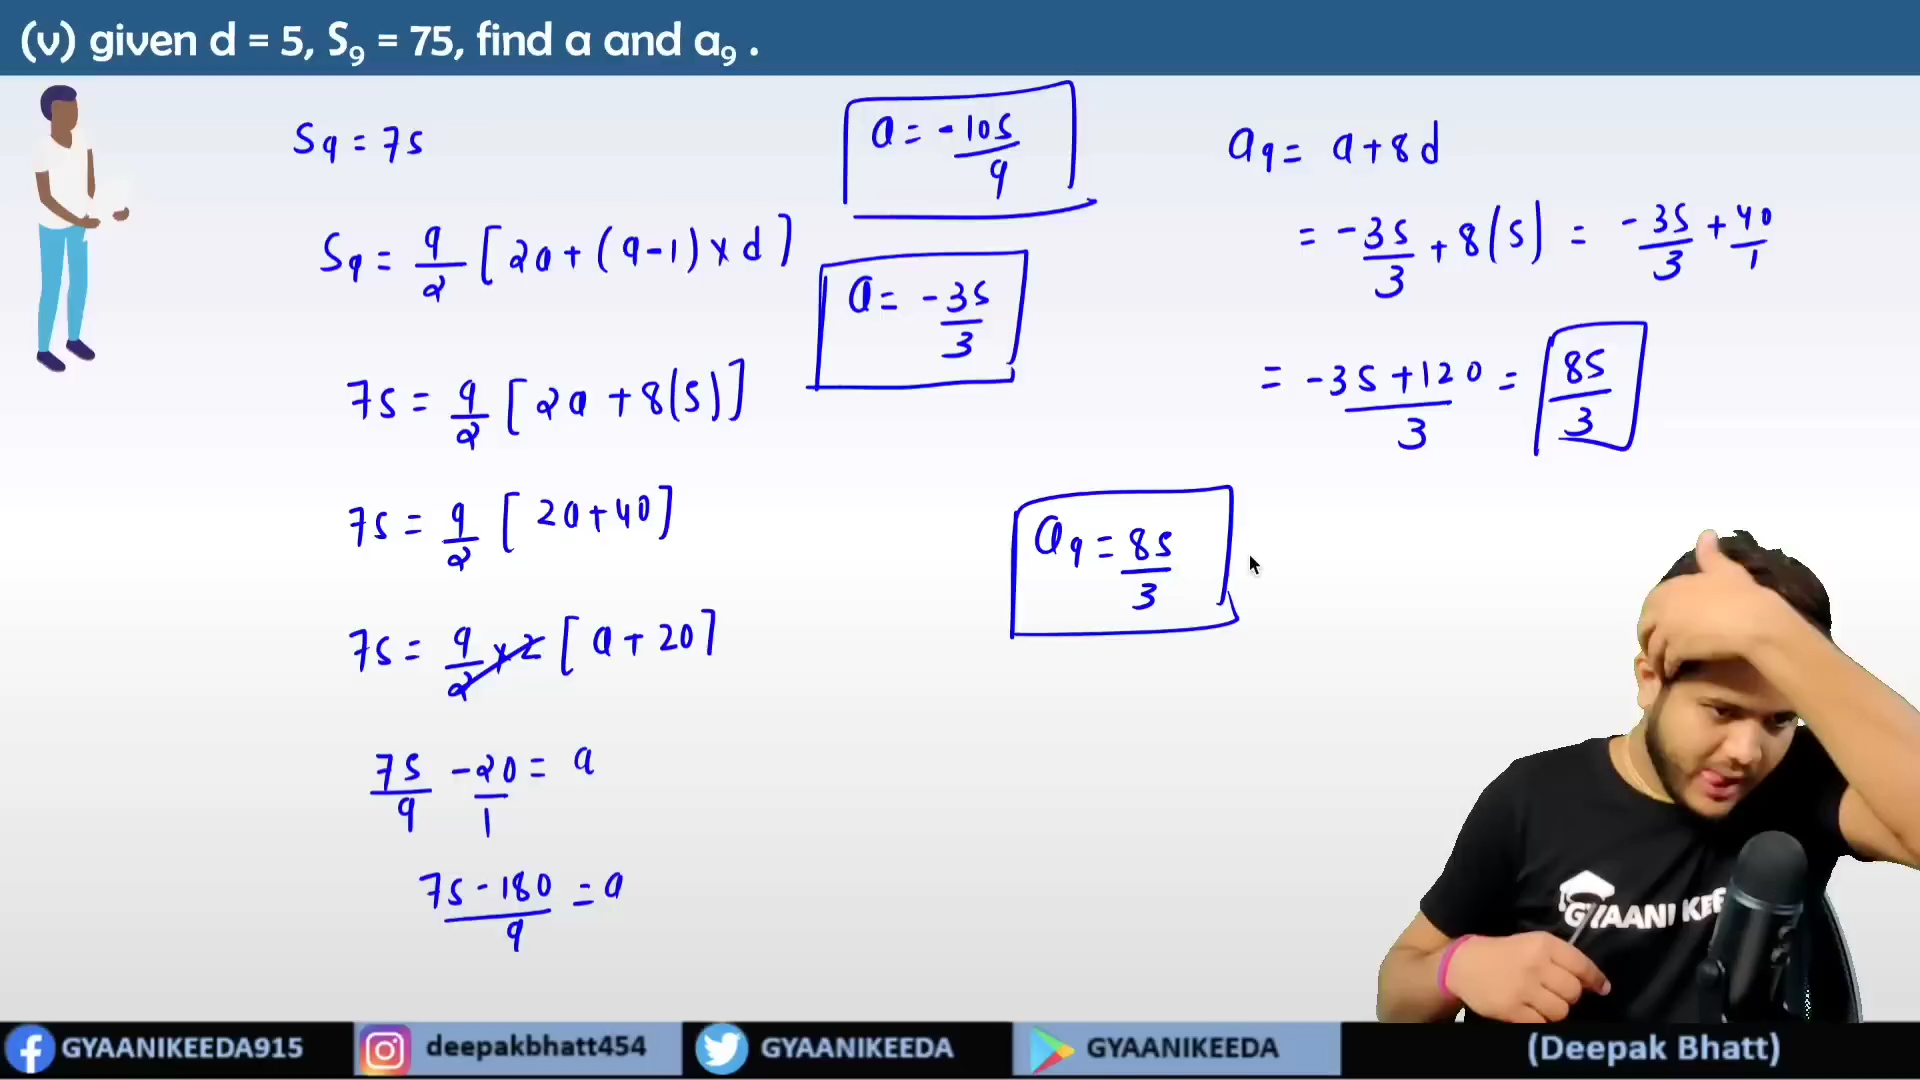 (v) given d = 5, S₉ = 75, find a and a₉ .
S₉ = 75
S₉ = 9/2 [2a + (9-1) × d]
75 = 9/2 [2a + 8(5)]
75 = 9/2 [2a + 40]
75 = 9/2 × 2 [a + 20]
75/9 - 20/1 = a
75 - 180/9 = a
a = -105/9
a = -35/3
a₉ = a + 8d
= -35/3 + 8(5) = -35/3 + 40/1
= -35 + 120/3 = 85/3
a₉ = 85/3
GYAANI KEE
GYAANIKEEDA915
deepakbhatt454
GYAANIKEEDA
GYAANIKEEDA
(Deepak Bhatt)